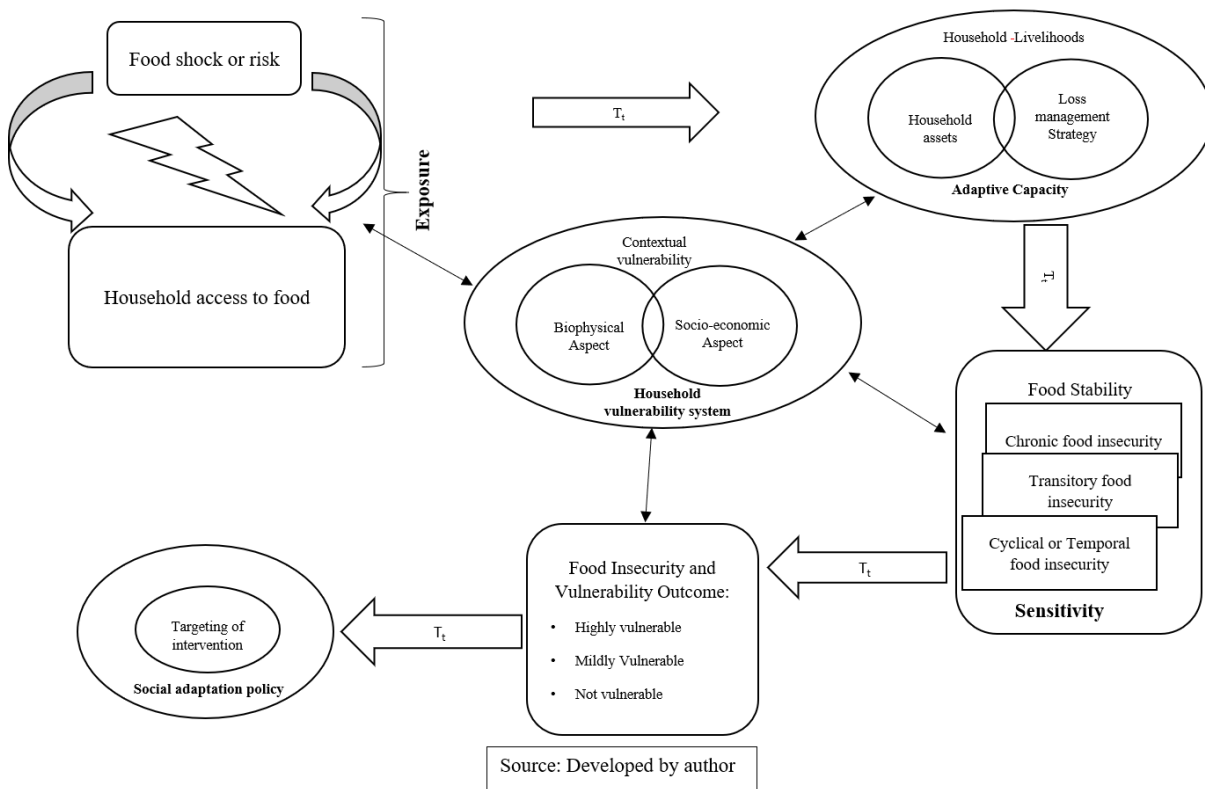 Food shock or risk
Household access to food
Exposure
Tt
Household -Livelihoods
Household
assets
Loss
management
Strategy
Adaptive Capacity
Tt
Contextual
vulnerability
Biophysical
Aspect
Socio-economic
Aspect
Household
vulnerability system
Food Stability
Chronic food insecurity
Transitory food
insecurity
Cyclical or Temporal
food insecurity
Sensitivity
Tt
Food Insecurity and
Vulnerability Outcome:
• Highly vulnerable
• Mildly Vulnerable
• Not vulnerable
Tt
Targeting of
intervention
Social adaptation policy
Source: Developed by author